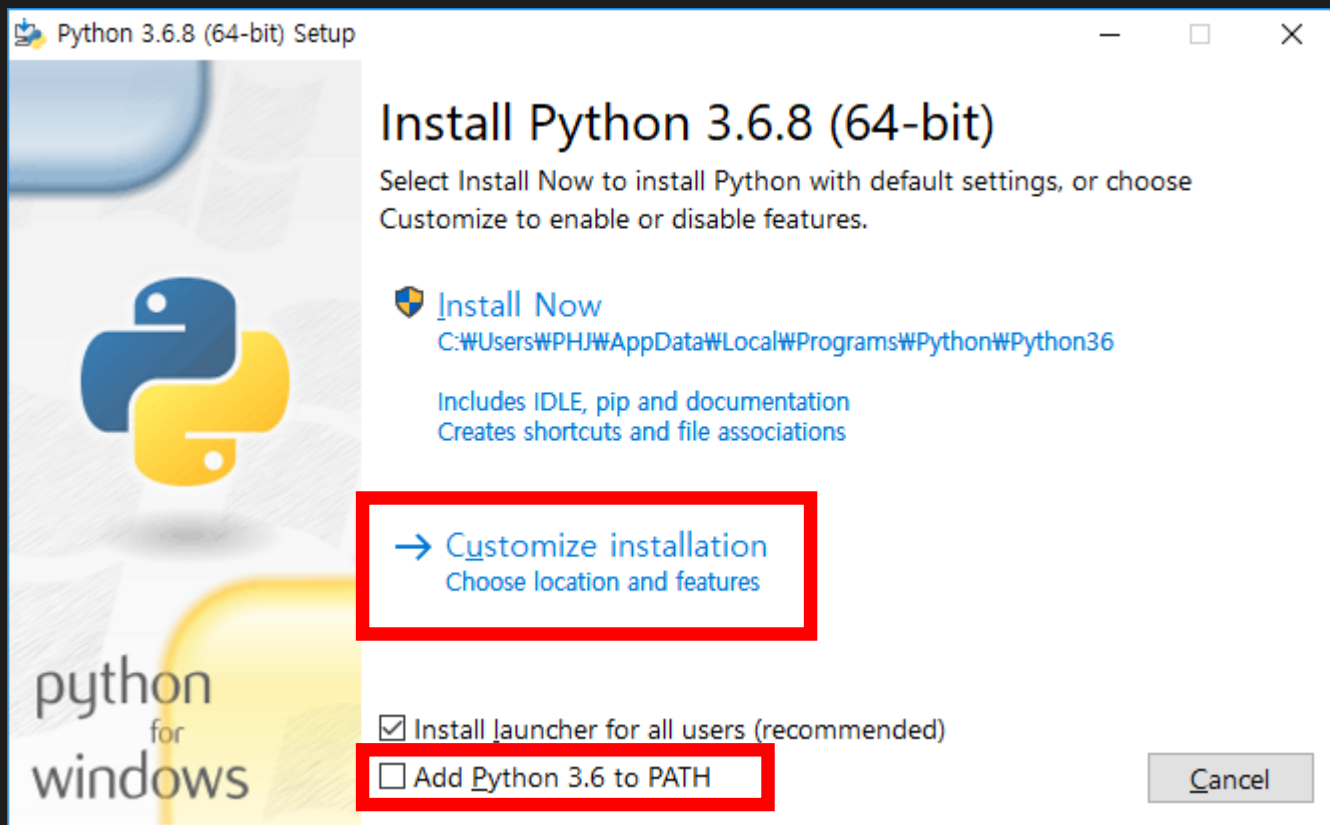 Python 3.6.8 (64-bit) Setup
Install Python 3.6.8 (64-bit)
Select Install Now to install Python with default settings, or choose
Customize to enable or disable features.
Install Now
C:₩Users₩PHJ₩AppData₩Local₩Programs₩Python₩Python36
Includes IDLE, pip and documentation
Creates shortcuts and file associations
→ Customize installation
Choose location and features
python
for
windows
Install launcher for all users (recommended)
Add Python 3.6 to PATH
Cancel